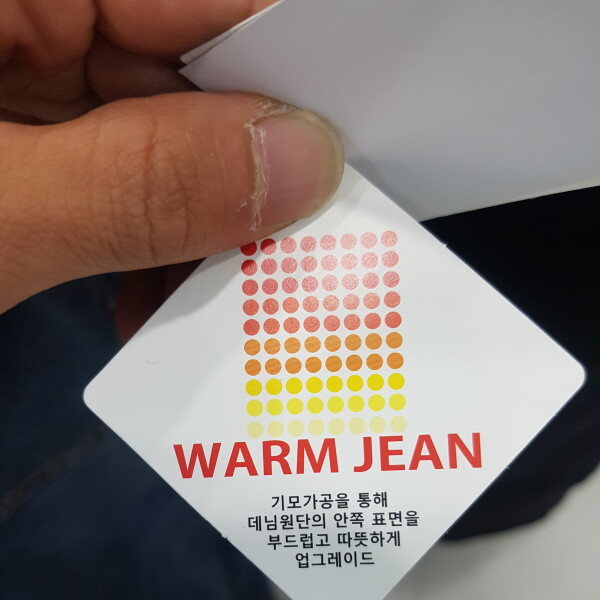 WARM JEAN
기모가공을 통해
데님원단의 안쪽 표면을
부드럽고 따뜻하게
업그레이드